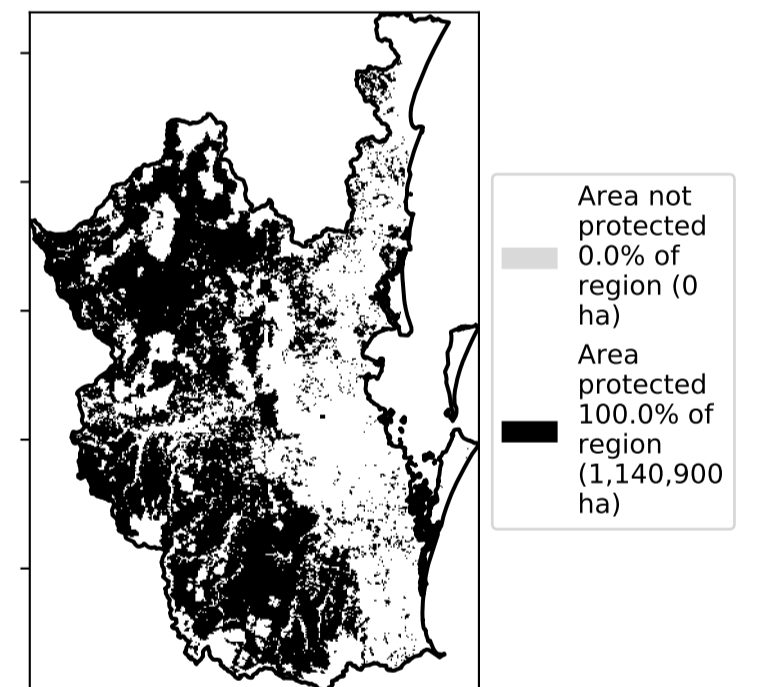 Area not
protected
0.0% of
region (0
ha)
Area
protected
100.0% of
region
(1,140,900
ha)